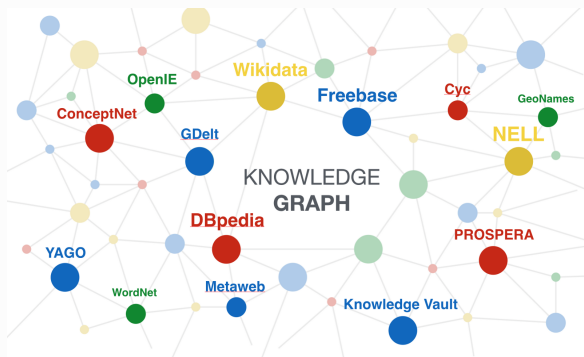 OpenIE
Wikidata
Freebase
Cyc
GeoNames
ConceptNet
GDelt
NELL
KNOWLEDGE
GRAPH
DBpedia
PROSPERA
YAGO
WordNet
Metaweb
Knowledge Vault